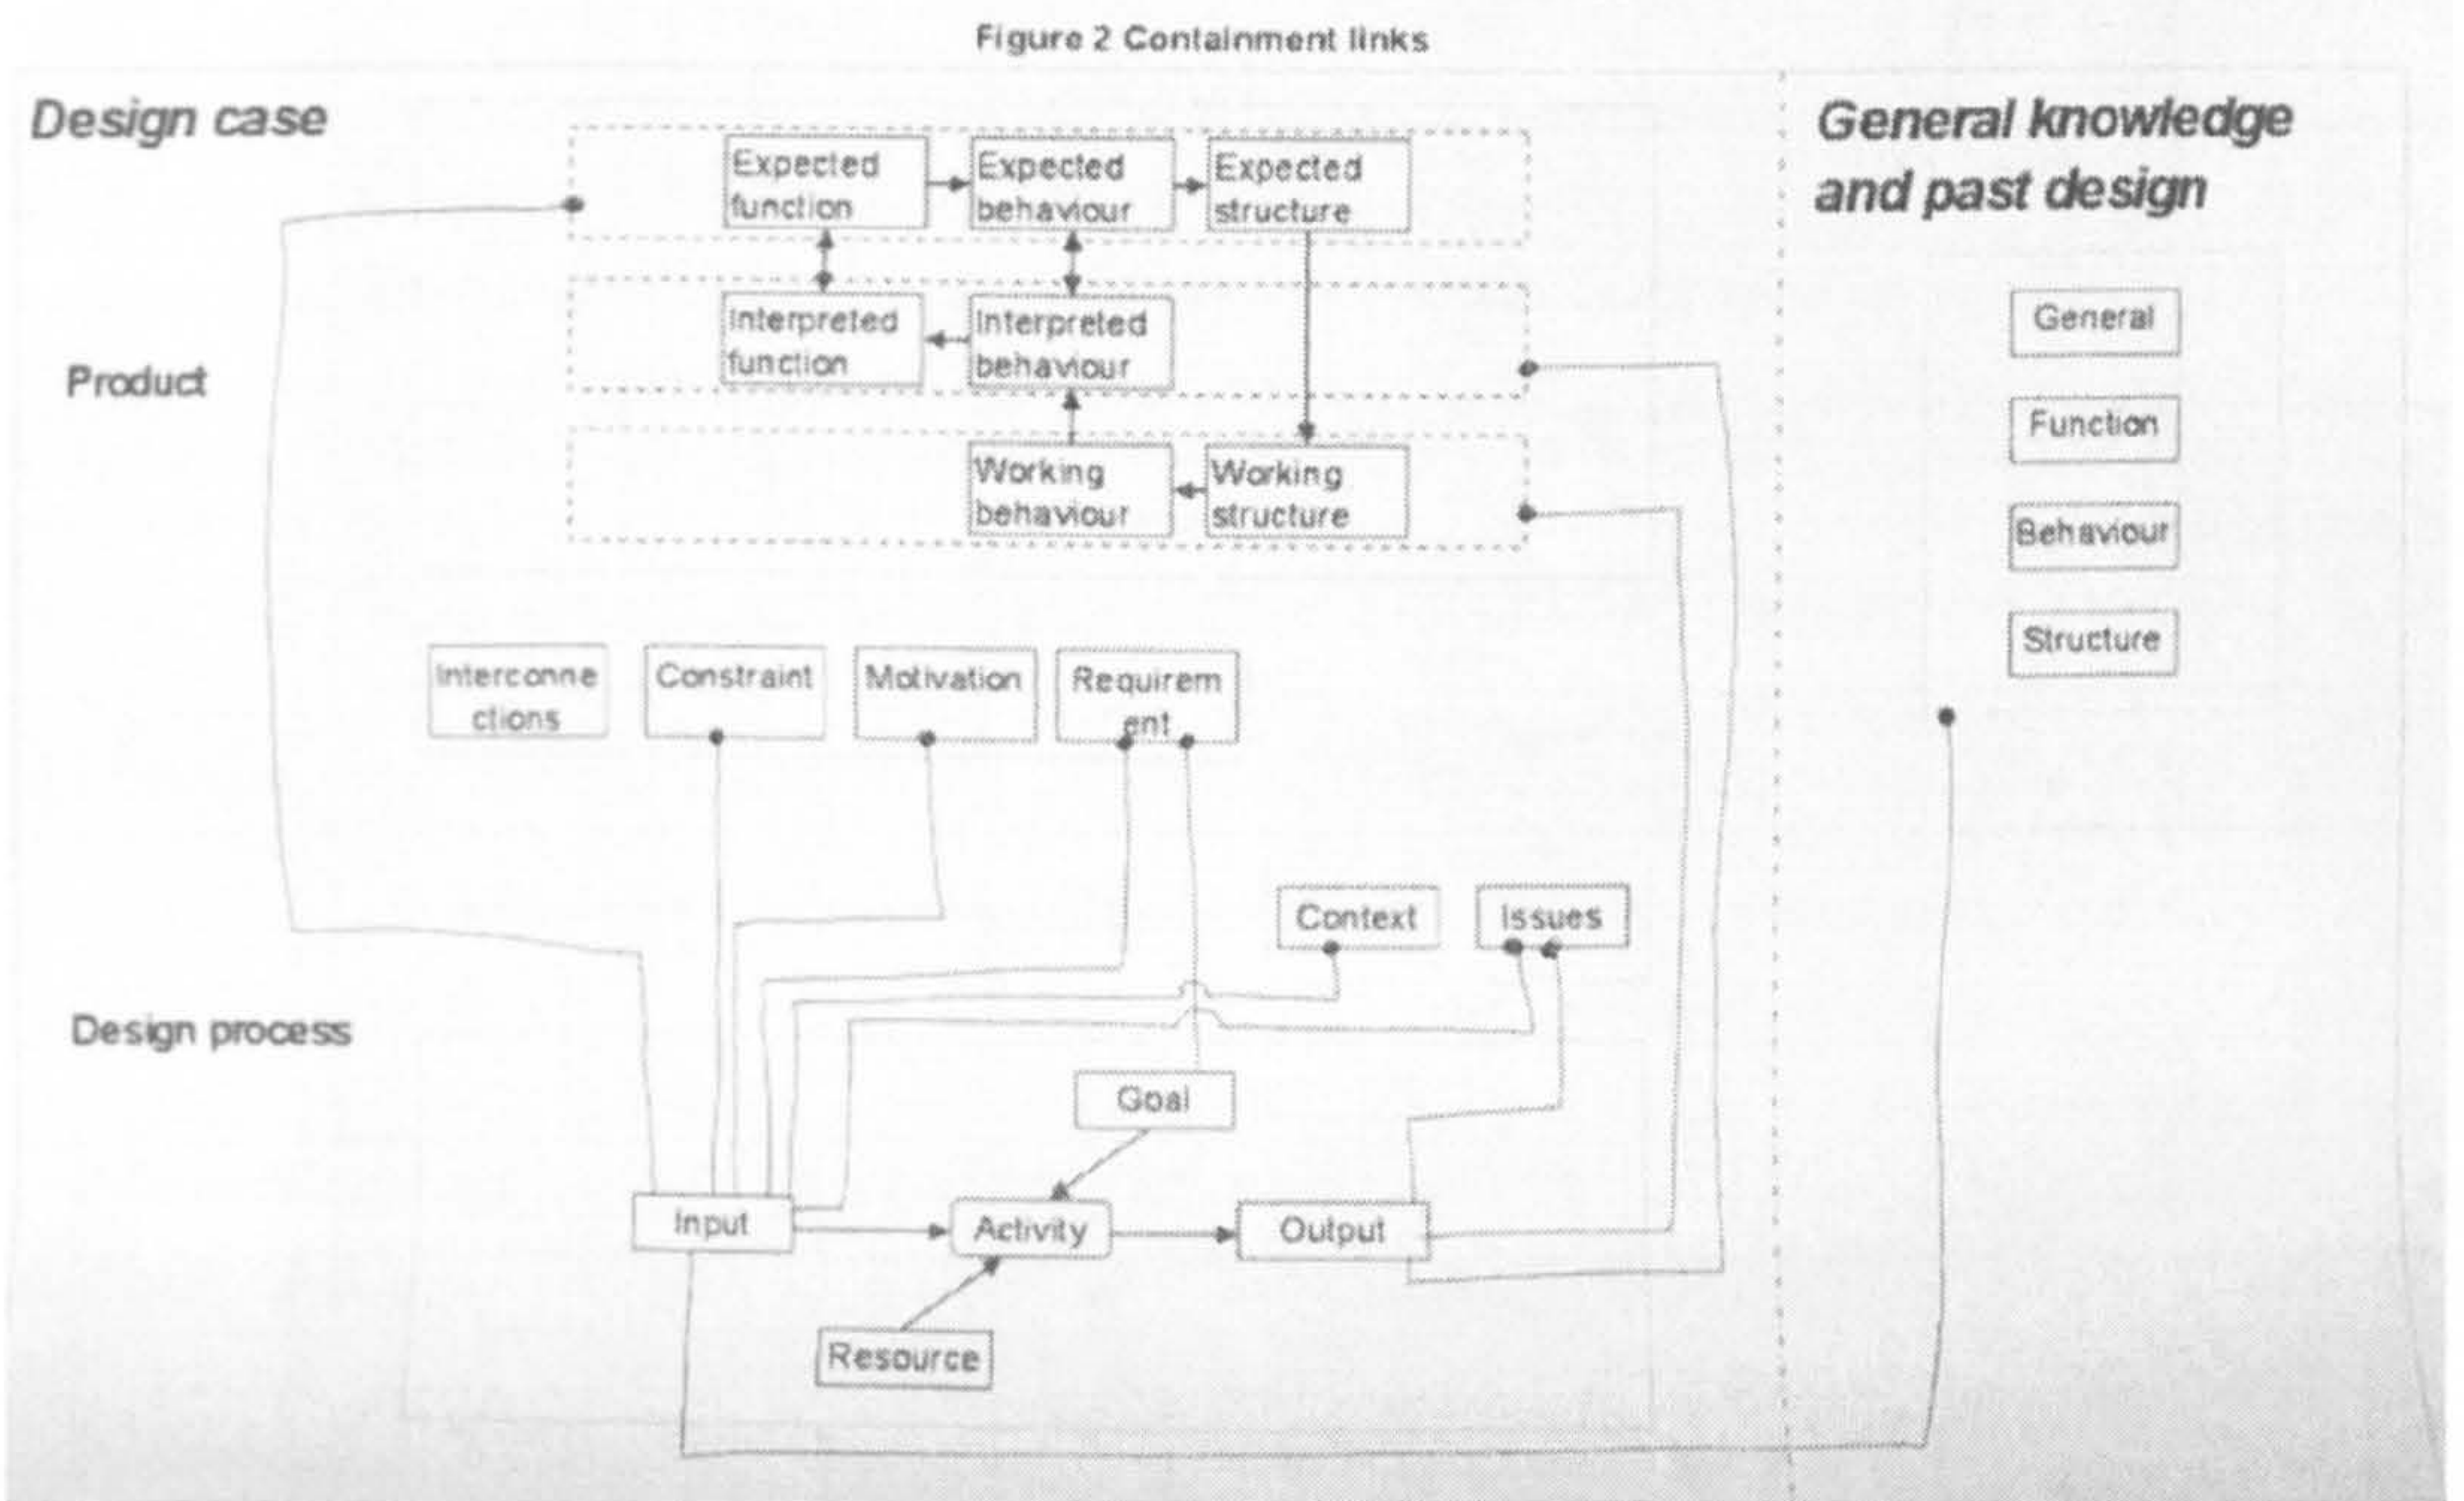 Figure 2 Containment links
Design case
General knowledge
and past design
Expected
function
Expected
behaviour
Expected
structure
Interpreted
function
Interpreted
behaviour
Product
Working
behaviour
Working
structure
General
Function
Behaviour
Structure
Interconne
ctions
Constraint
Motivation
Requirem
ent
Context
Issues
Design process
Goal
Input
Activity
Output
Resource